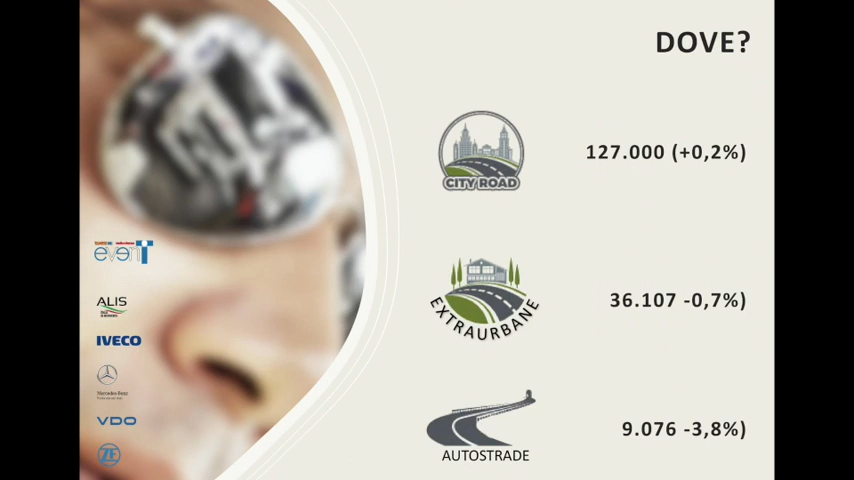 DOVE?
CITY ROAD
127.000 (+0,2%)
EXTRAURBANE
36.107 -0,7%)
AUTOSTRADE
9.076 -3,8%)
evenT
ALIS
IVECO
Mercedes-Benz
VDO
ZF